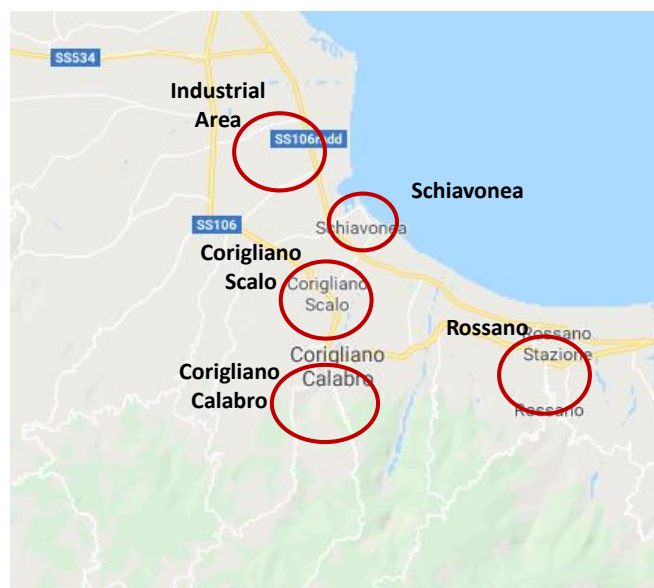 SS534
Industrial
Area
SS106radd
Schiavonea
SS106
Schiavonea
Corigliano
Scalo
Corigliano
Scalo
Rossano
Rossano
Stazione
Corigliano
Calabro
Corigliano
Calabro
Rossano